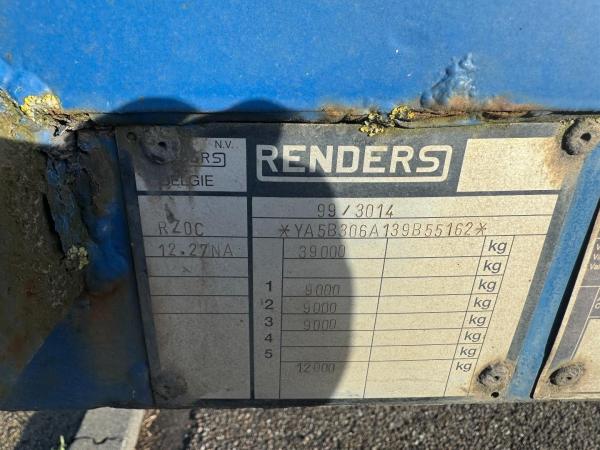 N.V.
RENDERS
BELGIE
99/3014
RZOC *YA5B306A139B55162*
12.27NA 39000 kg
kg
1 9000 kg
2 9000 kg
3 9000 kg
4 kg
5 kg
12000 kg